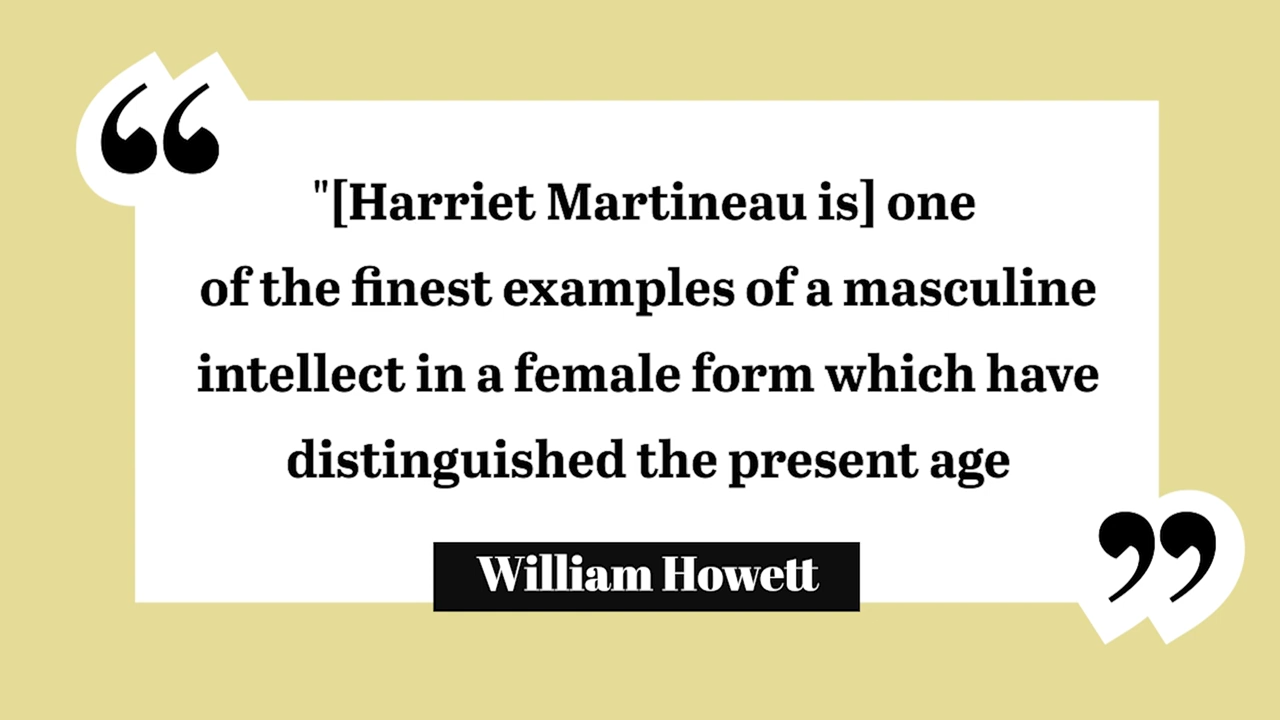 "[Harriet Martineau is] one
of the finest examples of a masculine
intellect in a female form which have
distinguished the present age
William Howett